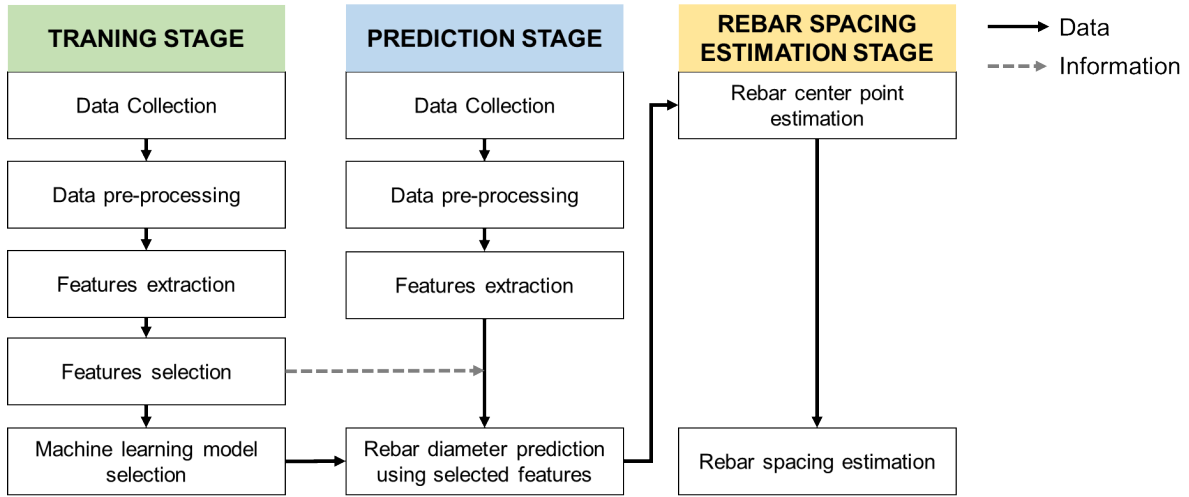 TRANING STAGE
Data Collection
Data pre-processing
Features extraction
Features selection
Machine learning model
selection
PREDICTION STAGE
Data Collection
Data pre-processing
Features extraction
Rebar diameter prediction
using selected features
REBAR SPACING
ESTIMATION STAGE
Rebar center point
estimation
Rebar spacing estimation
Data
Information